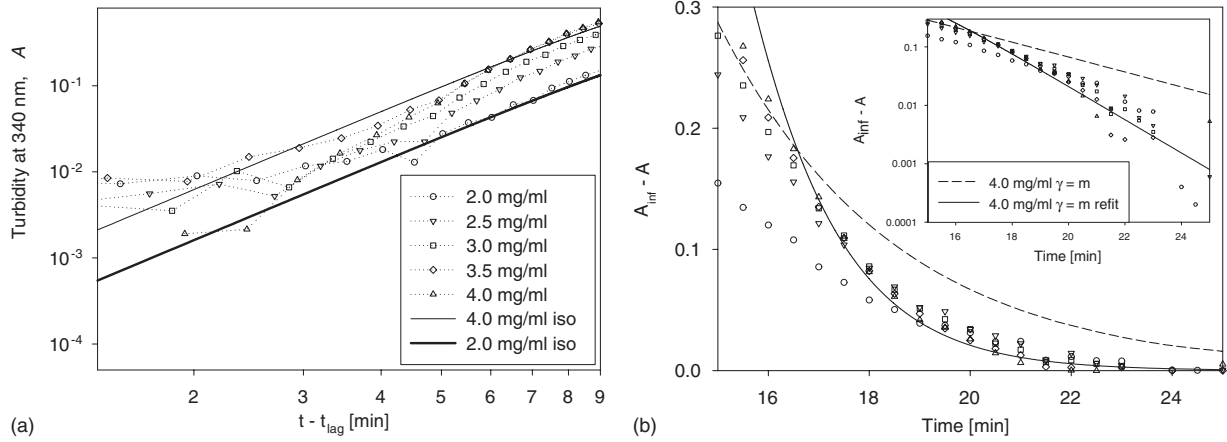 Turbidity at 340 nm, A
10⁻¹
10⁻²
10⁻³
10⁻⁴
2.0 mg/ml
2.5 mg/ml
3.0 mg/ml
3.5 mg/ml
4.0 mg/ml
4.0 mg/ml iso
2.0 mg/ml iso
2 3 4 5 6 7 8 9
t - t_lag [min]
(a)
A_inf - A
0.3
0.2
0.1
0.0
16 18 20 22 24
Time [min]
(b)
A_inf - A
0.1
0.01
0.001
0.0001
4.0 mg/ml γ = m
4.0 mg/ml γ = m refit
14 16 18 20 22 24
Time [min]